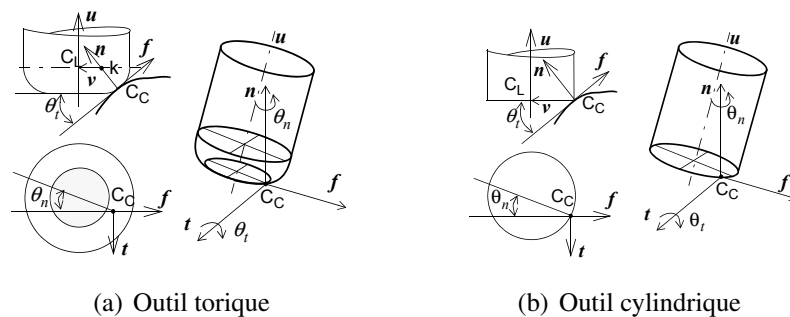 u
C_L n f
v k
C_C
θ_t
θ_n C_C f
t
u
n θ_n
C_C f
t θ_t
u
n f
C_L
v C_C
θ_t
θ_n C_C f
t
u
n θ_n
C_C f
t θ_t
(a) Outil torique
(b) Outil cylindrique